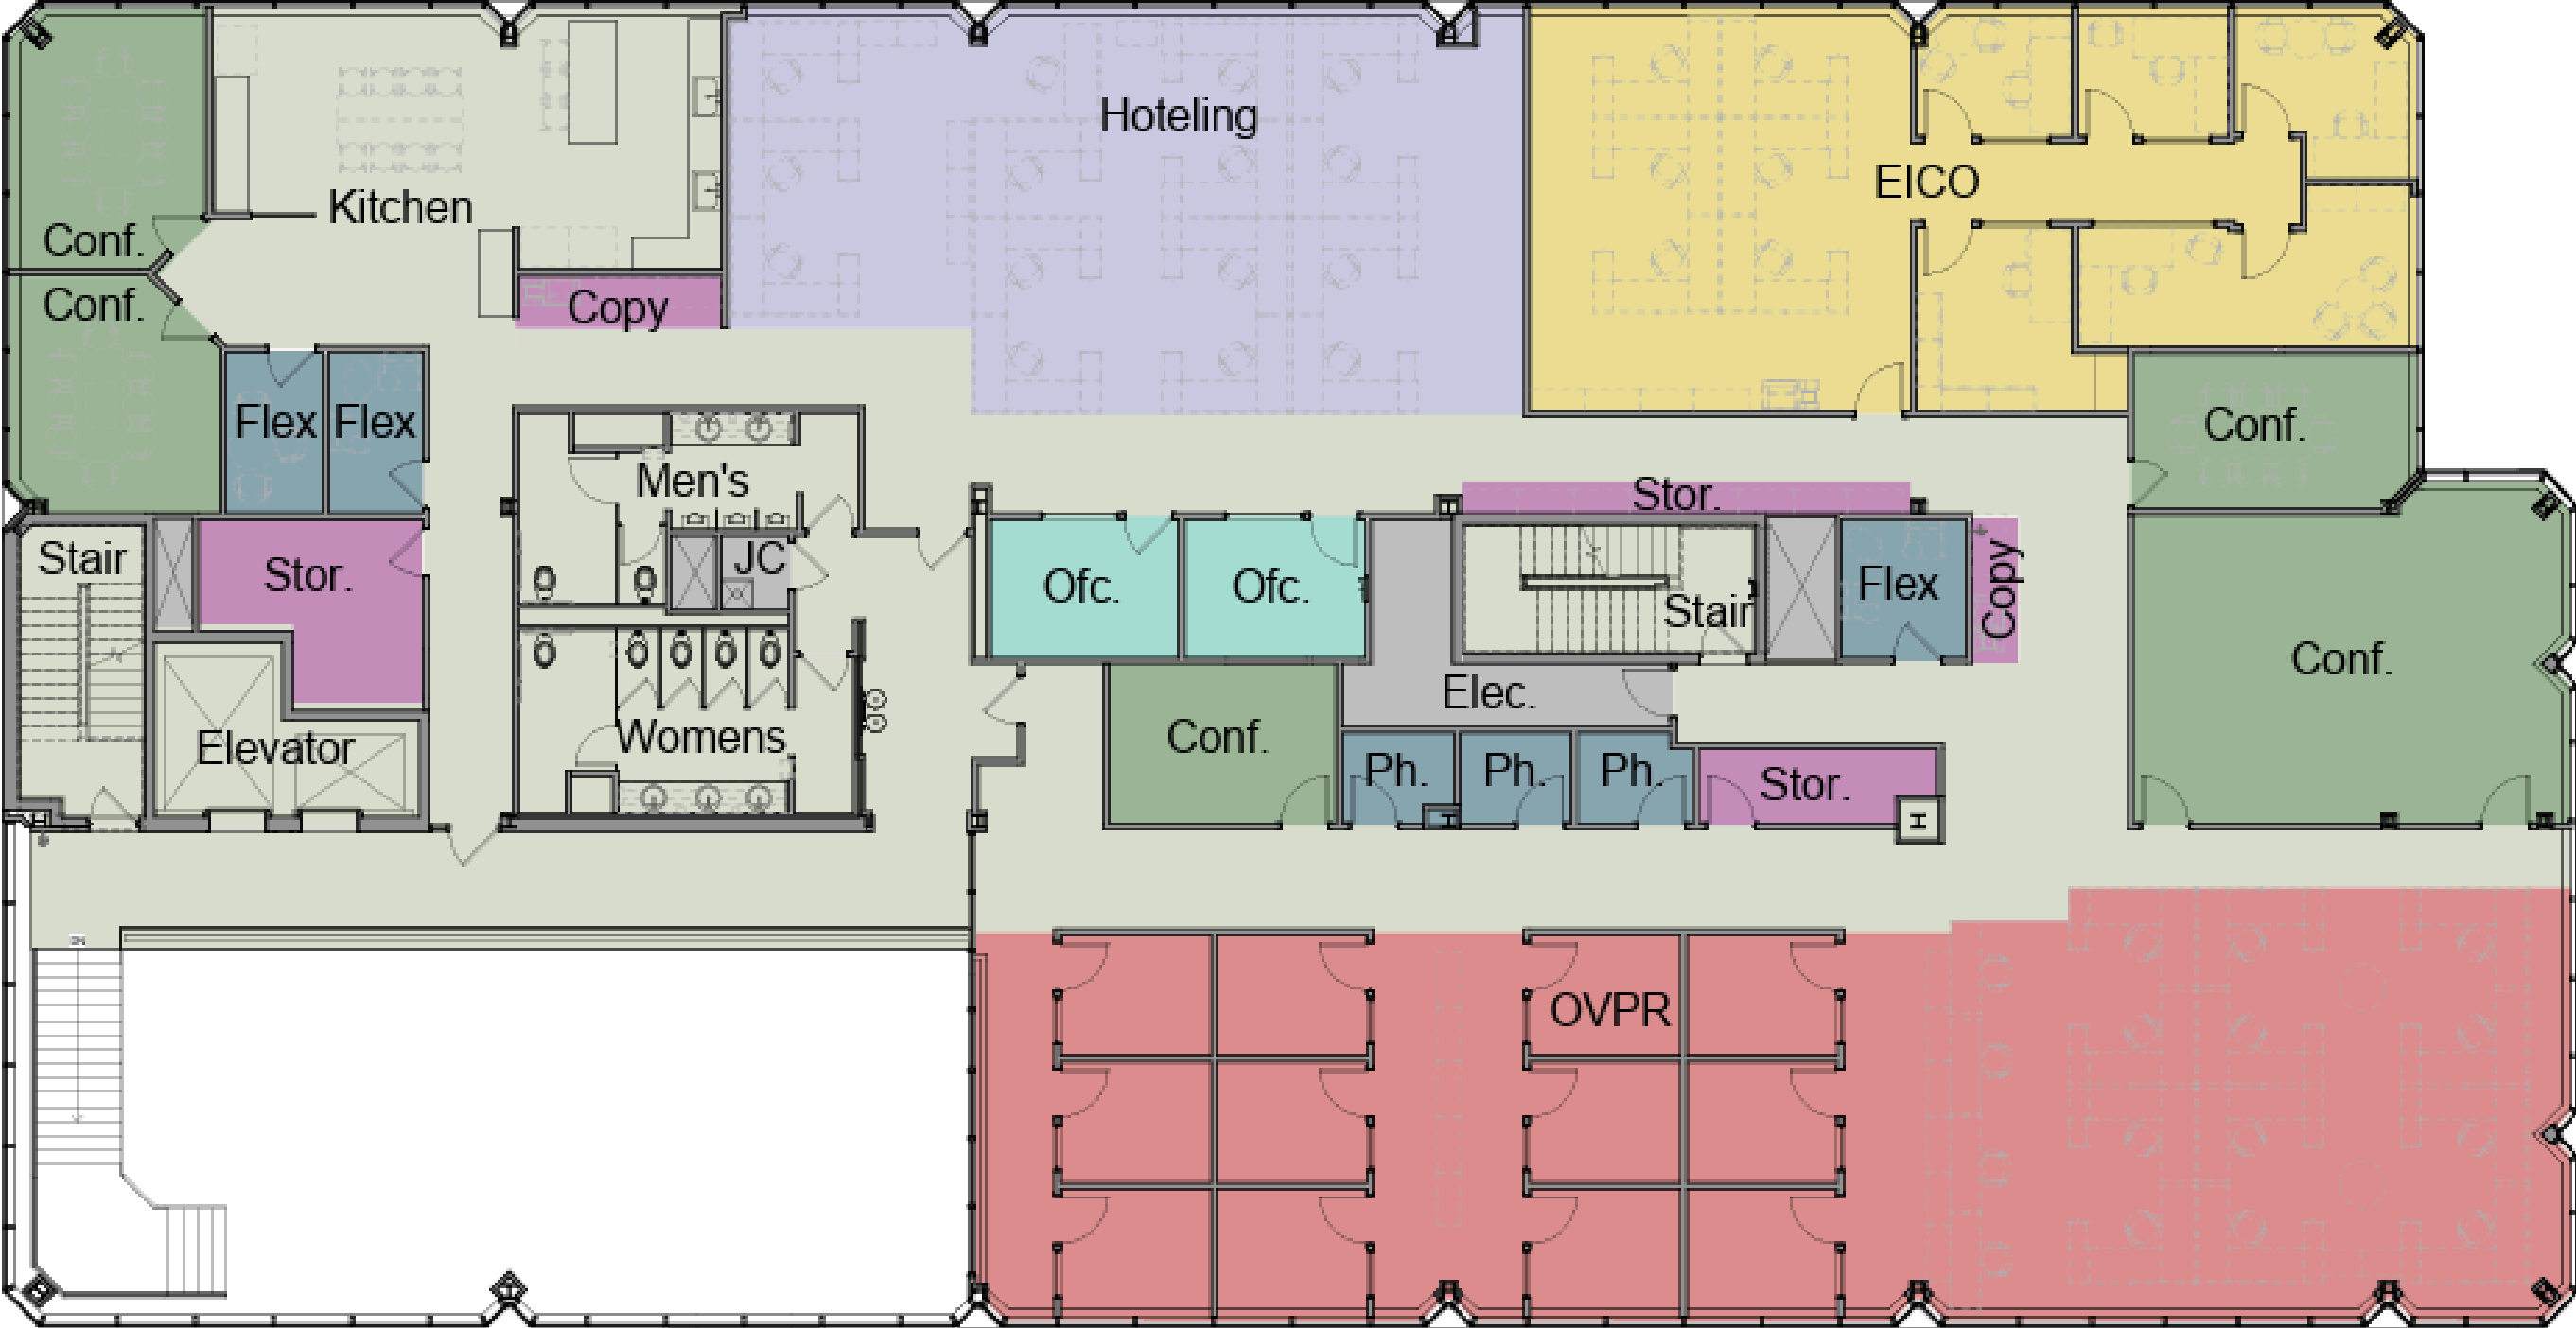 Hoteling
EICO
Kitchen
Conf.
Conf.
Copy
Flex
Flex
Conf.
Men's
Stor.
Stair
Stor.
JC
Ofc.
Ofc.
Stair
Flex
Copy
Conf.
Elec.
Elevator
Womens
Conf.
Ph.
Ph.
Ph.
Stor.
OVPR